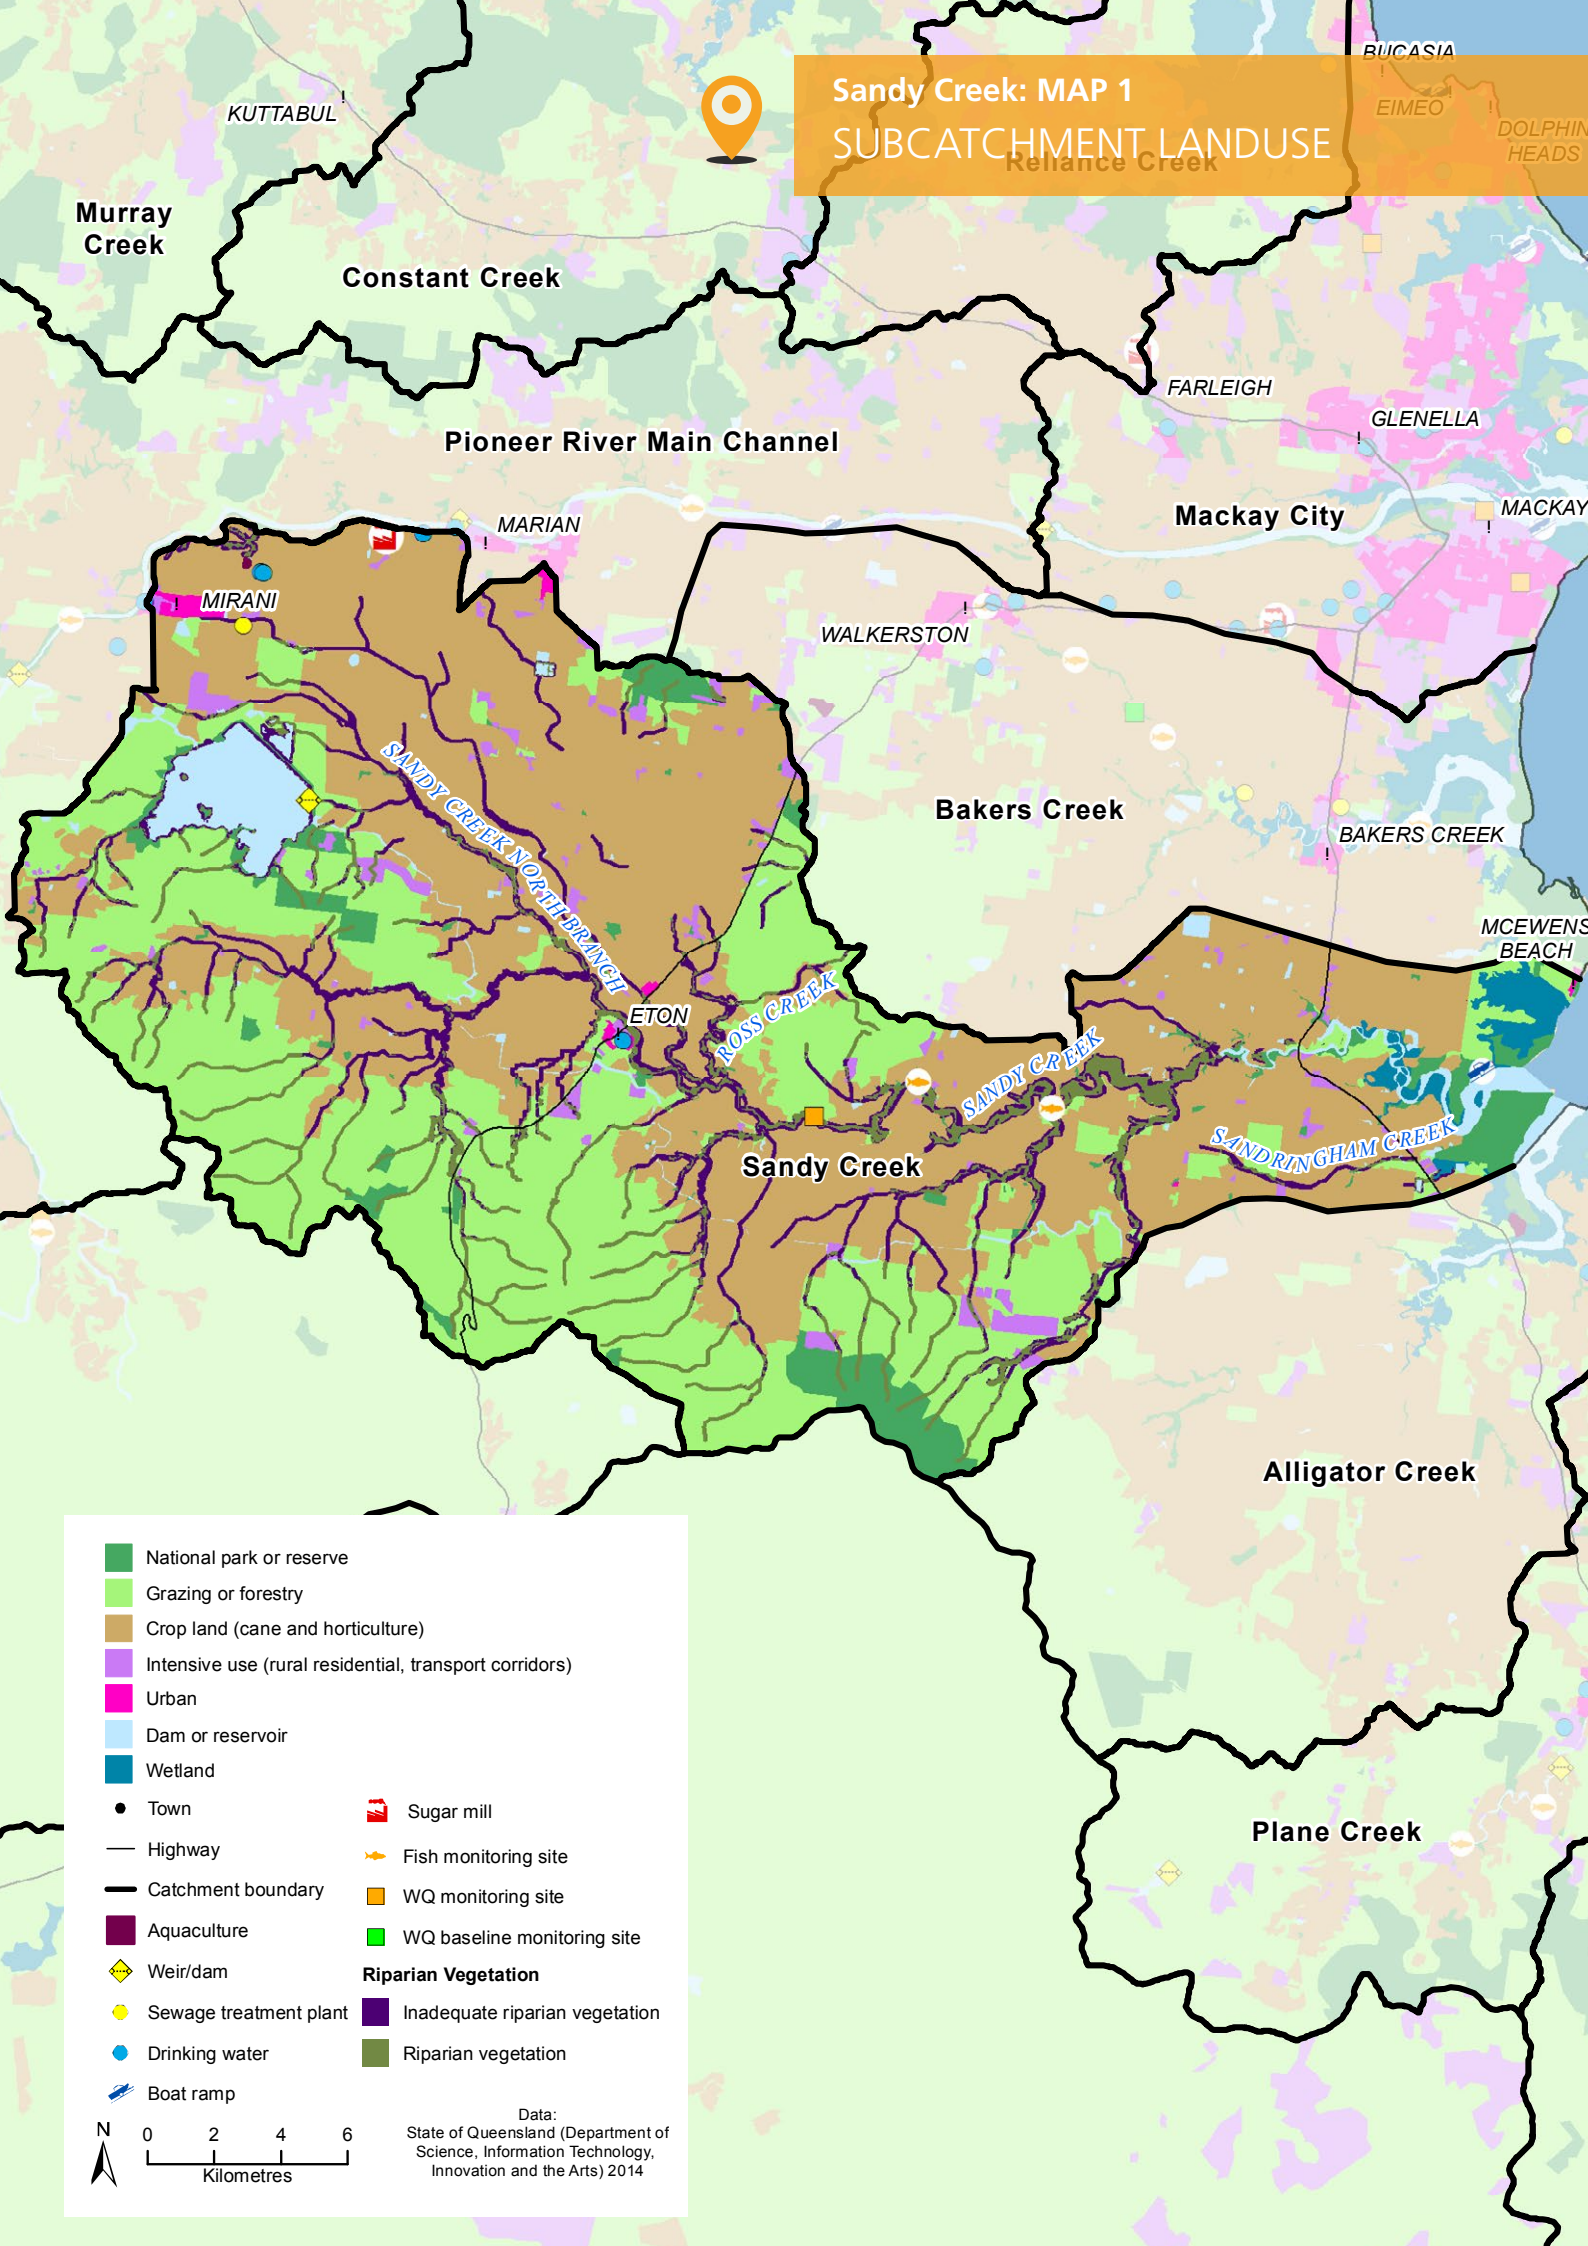 Sandy Creek: MAP 1
SUBCATCHMENT LANDUSE
BUCASIA
EIMEO
DOLPHIN
HEADS
Reliance Creek
KUTTABUL
Murray
Creek
Constant Creek
FARLEIGH
GLENELLA
Pioneer River Main Channel
MARIAN
Mackay City
MACKAY
MIRANI
WALKERSTON
SANDY CREEK NORTH BRANCH
Bakers Creek
BAKERS CREEK
MCEWENS
BEACH
ETON
ROSS CREEK
SANDY CREEK
SANDRINGHAM CREEK
Sandy Creek
Alligator Creek
Plane Creek
National park or reserve
Grazing or forestry
Crop land (cane and horticulture)
Intensive use (rural residential, transport corridors)
Urban
Dam or reservoir
Wetland
Town
Highway
Catchment boundary
Aquaculture
Weir/dam
Sewage treatment plant
Drinking water
Boat ramp
Sugar mill
Fish monitoring site
WQ monitoring site
WQ baseline monitoring site
Riparian Vegetation
Inadequate riparian vegetation
Riparian vegetation
N
0 2 4 6
Kilometres
Data:
State of Queensland (Department of
Science, Information Technology,
Innovation and the Arts) 2014